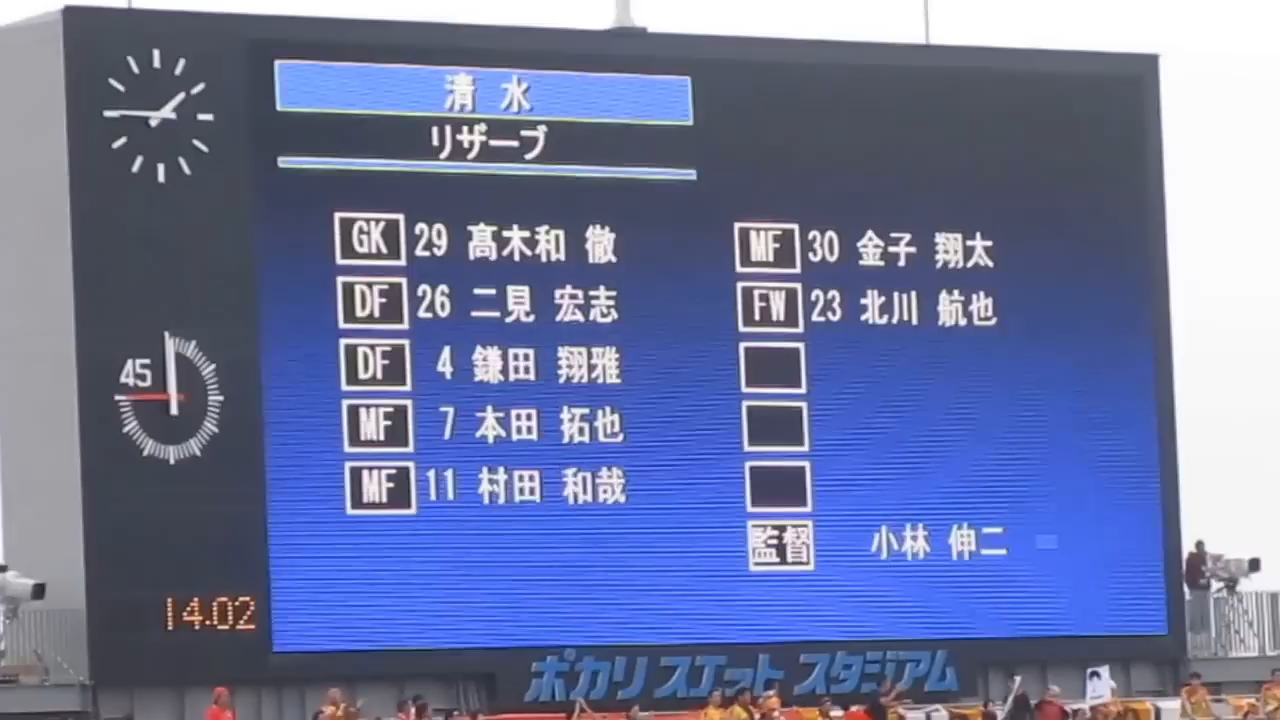 清水
リザーブ
GK 29 髙木和 徹
DF 26 二見 宏志
DF 4 鎌田 翔雅
MF 7 本田 拓也
MF 11 村田 和哉
MF 30 金子 翔太
FW 23 北川 航也
監督 小林 伸二
45
14.02
ポカリスエット スタジアム